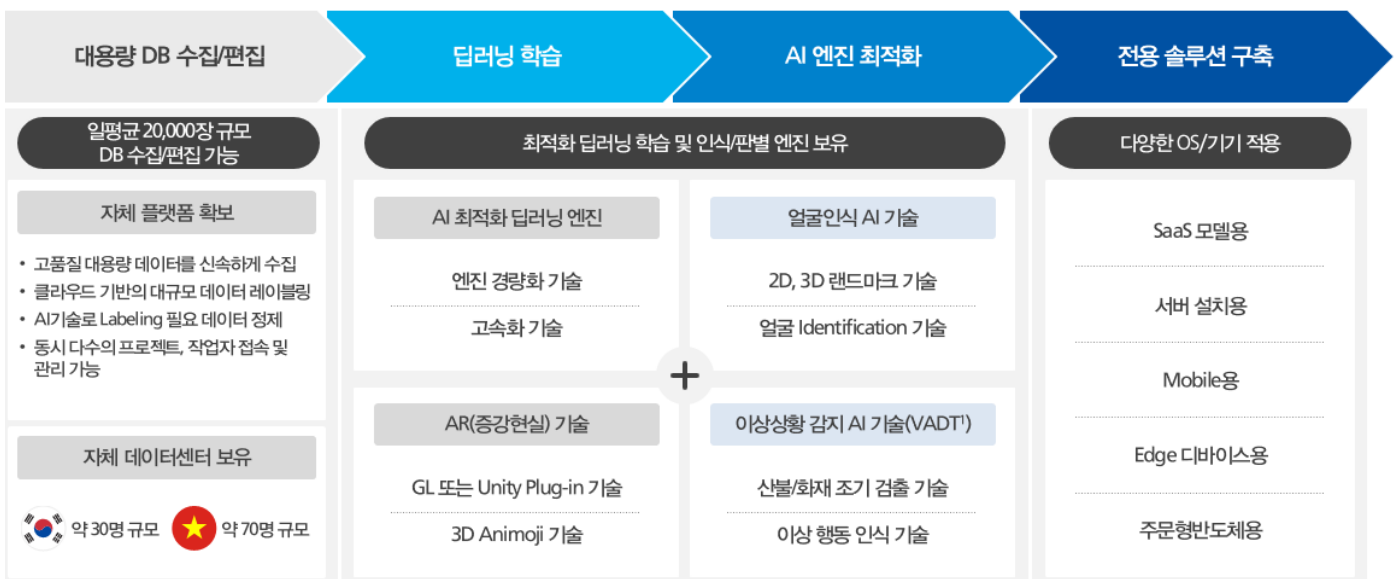 대용량 DB 수집/편집
딥러닝 학습
AI 엔진 최적화
전용 솔루션 구축
일평균 20,000장 규모
DB 수집/편집 가능
최적화 딥러닝 학습 및 인식/판별 엔진 보유
다양한 OS/기기 적용
자체 플랫폼 확보
• 고품질 대용량 데이터를 신속하게 수집
• 클라우드 기반의 대규모 데이터 레이블링
• AI기술로 Labeling 필요 데이터 정제
• 동시 다수의 프로젝트, 작업자 접속 및
관리 가능
자체 데이터센터 보유
약 30명 규모
약 70명 규모
AI 최적화 딥러닝 엔진
엔진 경량화 기술
고속화 기술
얼굴인식 AI 기술
2D, 3D 랜드마크 기술
얼굴 Identification 기술
+
AR(증강현실) 기술
GL 또는 Unity Plug-in 기술
3D Animoji 기술
이상상황 감지 AI 기술(VADT¹)
산불/화재 조기 검출 기술
이상 행동 인식 기술
SaaS 모델용
서버 설치용
Mobile용
Edge 디바이스용
주문형반도체용